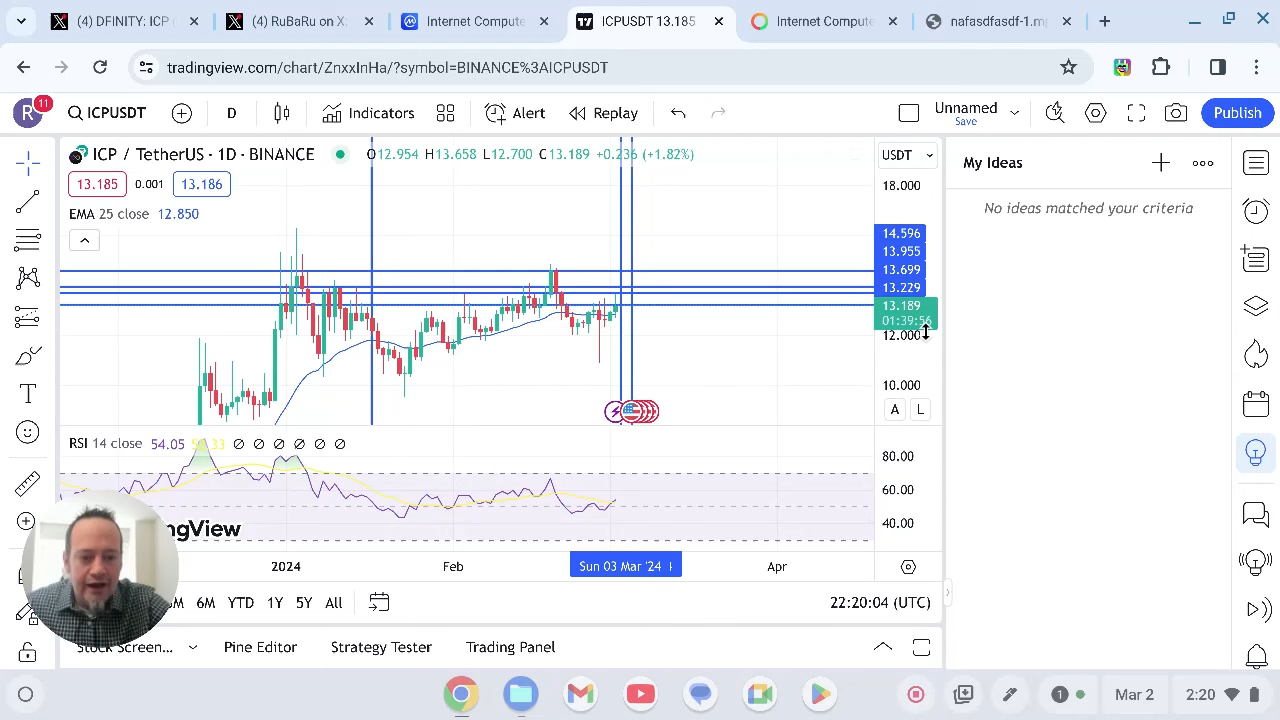 (4) DFINITY: ICP
(4) RuBaRu on X
Internet Compute
ICPUSDT 13.185
Internet Compute
nafasdfasdf-1.mp
tradingview.com/chart/ZnxxInHa/?symbol=BINANCE%3AICPUSDT
R 11 ICPUSDT D Indicators Alert Replay Unnamed Save Publish
ICP / TetherUS · 1D · BINANCE O12.954 H13.658 L12.700 C13.189 +0.236 (+1.82%) USDT
My Ideas
13.185 0.001 13.186
18.000
No ideas matched your criteria
EMA 25 close 12.850
14.596
13.955
13.699
13.229
13.189
01:39:56
12.000
10.000
A L
RSI 14 close 54.05
80.00
60.00
40.00
ngView
2024 Feb Sun 03 Mar '24 Apr
6M YTD 1Y 5Y All 22:20:04 (UTC)
Stock Screen... Pine Editor Strategy Tester Trading Panel
1 Mar 2 2:20